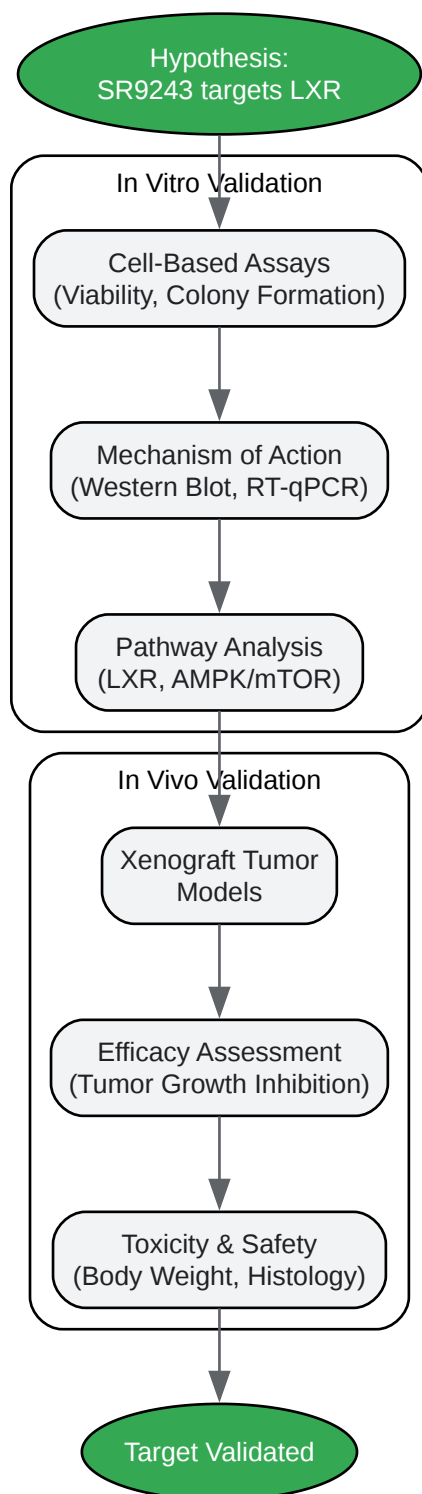 Hypothesis:
SR9243 targets LXR
In Vitro Validation
Cell-Based Assays
(Viability, Colony Formation)
Mechanism of Action
(Western Blot, RT-qPCR)
Pathway Analysis
(LXR, AMPK/mTOR)
In Vivo Validation
Xenograft Tumor
Models
Efficacy Assessment
(Tumor Growth Inhibition)
Toxicity & Safety
(Body Weight, Histology)
Target Validated